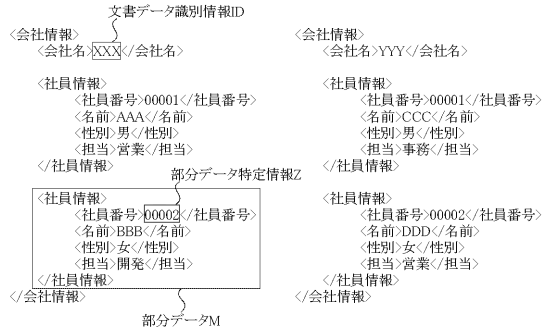 文書データ識別情報ID
<会社情報>
<会社名>XXX</会社名>
<社員情報>
<社員番号>00001</社員番号>
<名前>AAA</名前>
<性別>男</性別>
<担当>営業</担当>
</社員情報>
部分データ特定情報Z
<社員情報>
<社員番号>00002</社員番号>
<名前>BBB</名前>
<性別>女</性別>
<担当>開発</担当>
</社員情報>
</会社情報>
部分データM
<会社情報>
<会社名>YYY</会社名>
<社員情報>
<社員番号>00001</社員番号>
<名前>CCC</名前>
<性別>男</性別>
<担当>事務</担当>
</社員情報>
<社員情報>
<社員番号>00002</社員番号>
<名前>DDD</名前>
<性別>女</性別>
<担当>営業</担当>
</社員情報>
</会社情報>